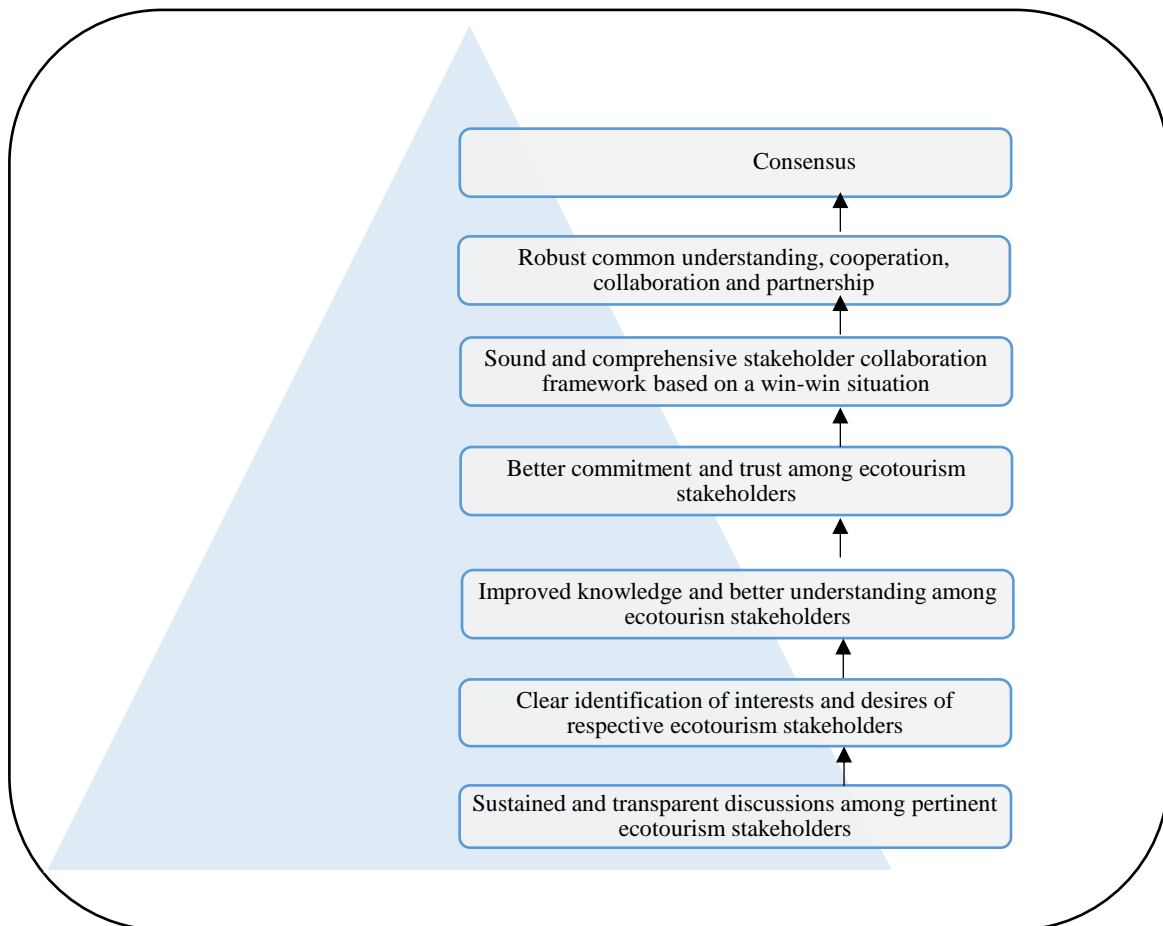 Consensus
Robust common understanding, cooperation,
collaboration and partnership
Sound and comprehensive stakeholder collaboration
framework based on a win-win situation
Better commitment and trust among ecotourism
stakeholders
Improved knowledge and better understanding among
ecotourisn stakeholders
Clear identification of interests and desires of
respective ecotourism stakeholders
Sustained and transparent discussions among pertinent
ecotourism stakeholders